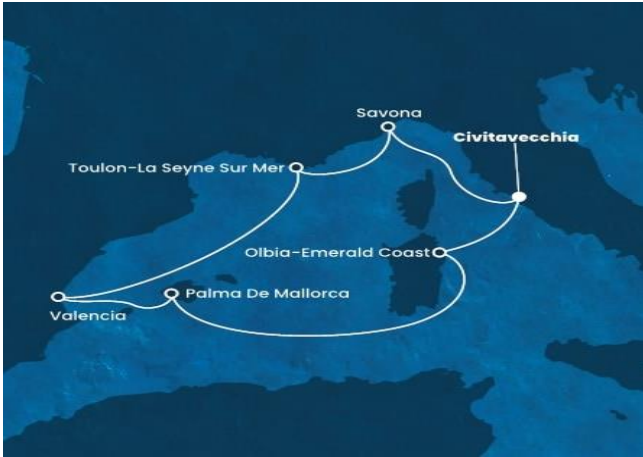 Savona
Civitavecchia
Toulon-La Seyne Sur Mer
Olbia-Emerald Coast
Palma De Mallorca
Valencia